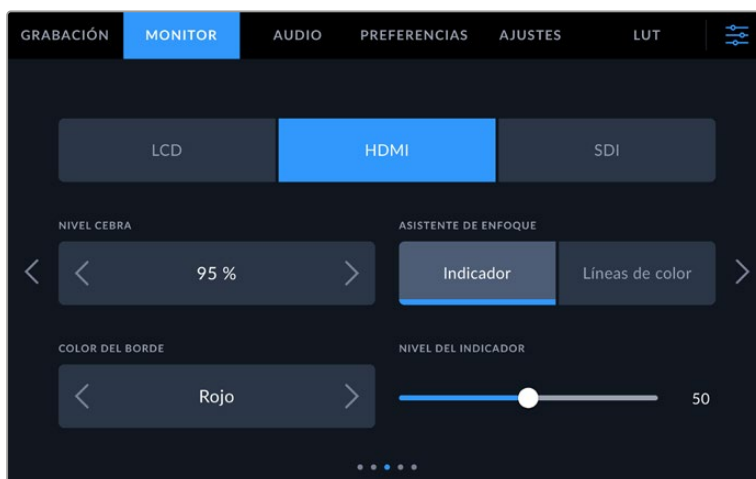 GRABACIÓN MONITOR AUDIO PREFERENCIAS AJUSTES LUT
LCD HDMI SDI
NIVEL CEBRA ASISTENTE DE ENFOQUE
95 % Indicador Líneas de color
COLOR DEL BORDE NIVEL DEL INDICADOR
Rojo 50